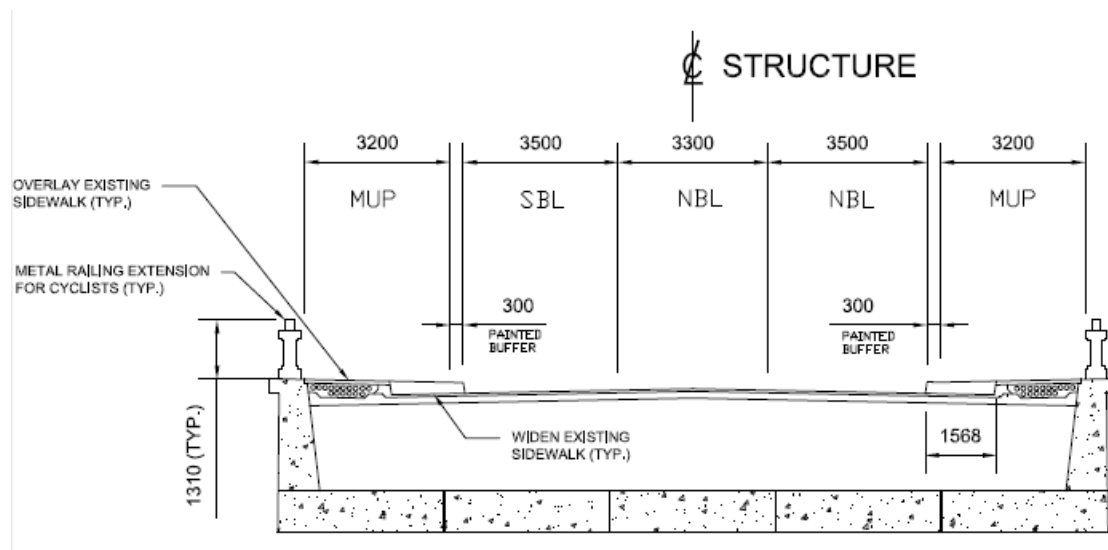 ℄ STRUCTURE
3200 3500 3300 3500 3200
OVERLAY EXISTING
SIDEWALK (TYP.)
MUP SBL NBL NBL MUP
METAL RAILING EXTENSION
FOR CYCLISTS (TYP.)
300 300
PAINTED
BUFFER
PAINTED
BUFFER
1310 (TYP.)
WIDEN EXISTING
SIDEWALK (TYP.)
1568